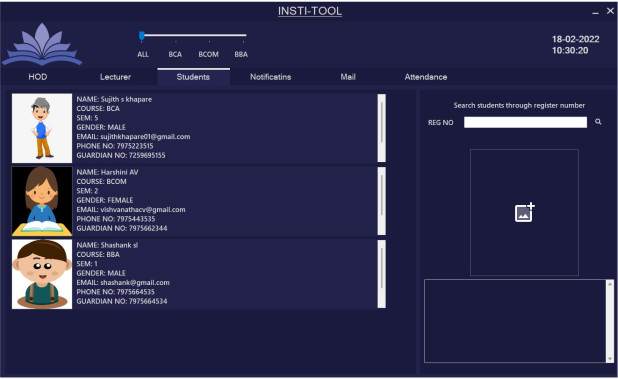 INSTI-TOOL
18-02-2022
10:30:20
ALL BCA BCOM BBA
HOD Lecturer Students Notificatins Mail Attendance
NAME: Sujith s khapare
COURSE: BCA
SEM: 5
GENDER: MALE
EMAIL: sujithkhapare01@gmail.com
PHONE NO: 7975223515
GUARDIAN NO: 7259695155
NAME: Harshini AV
COURSE: BCOM
SEM: 2
GENDER: FEMALE
EMAIL: vishvanathacv@gmail.com
PHONE NO: 7975443535
GUARDIAN NO: 7975662344
NAME: Shashank sl
COURSE: BBA
SEM: 1
GENDER: MALE
EMAIL: shashank@gmail.com
PHONE NO: 7975664535
GUARDIAN NO: 7975664534
Search students through register number
REG NO